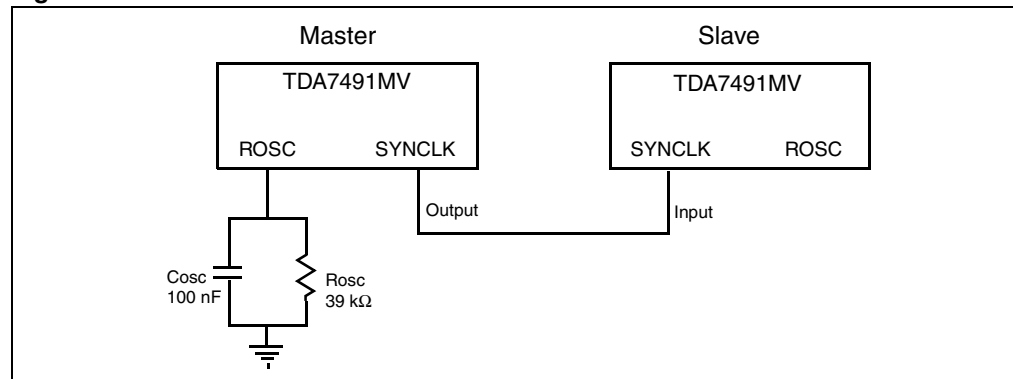 Master
Slave
TDA7491MV
TDA7491MV
ROSC
SYNCLK
SYNCLK
ROSC
Output
Input
Cosc
100 nF
Rosc
39 kΩ